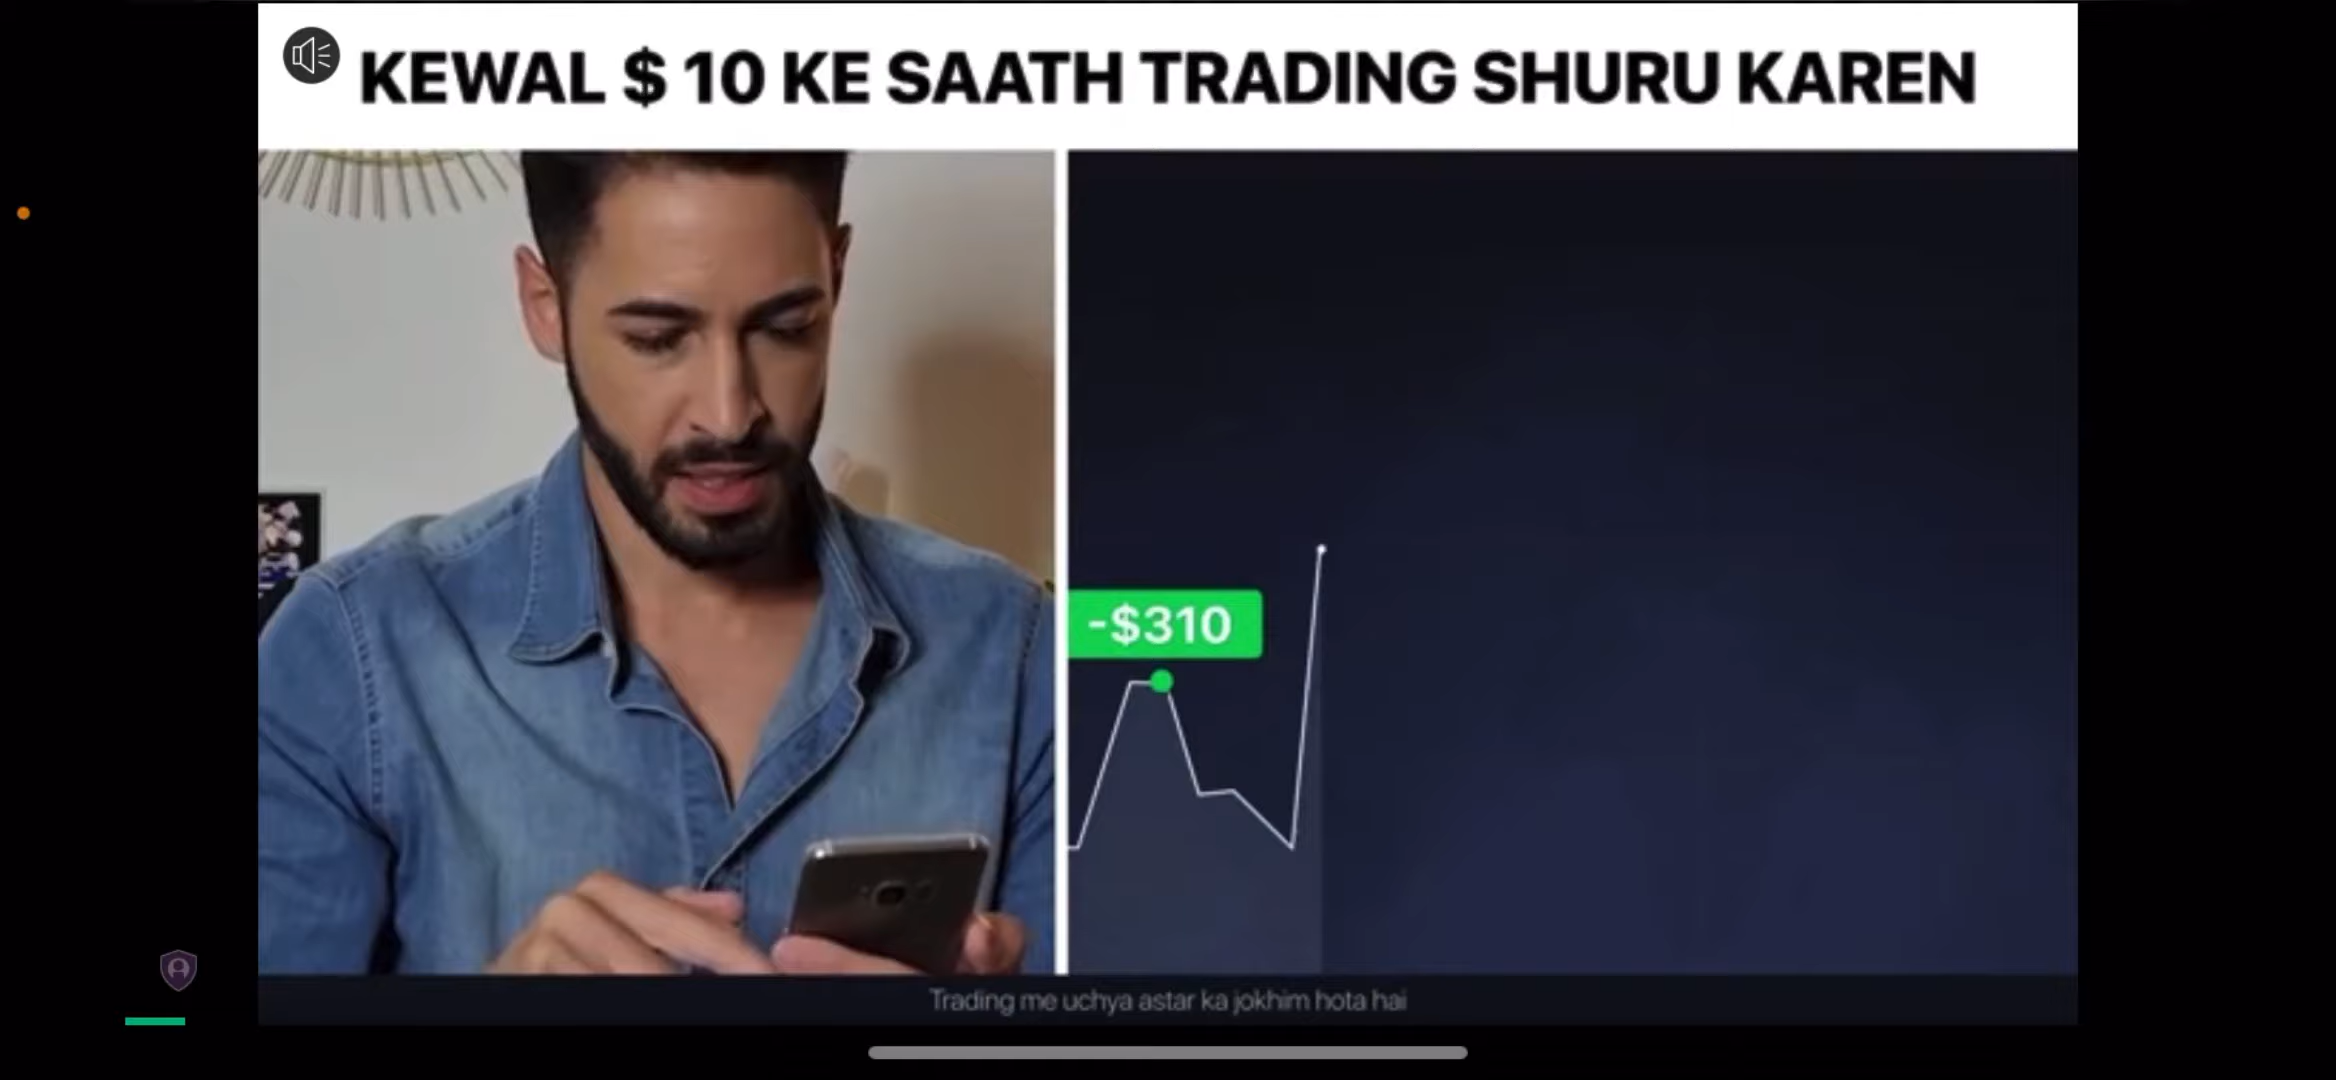 KEWAL $ 10 KE SAATH TRADING SHURU KAREN
-$310
Trading me uchya astar ka jokhim hota hai